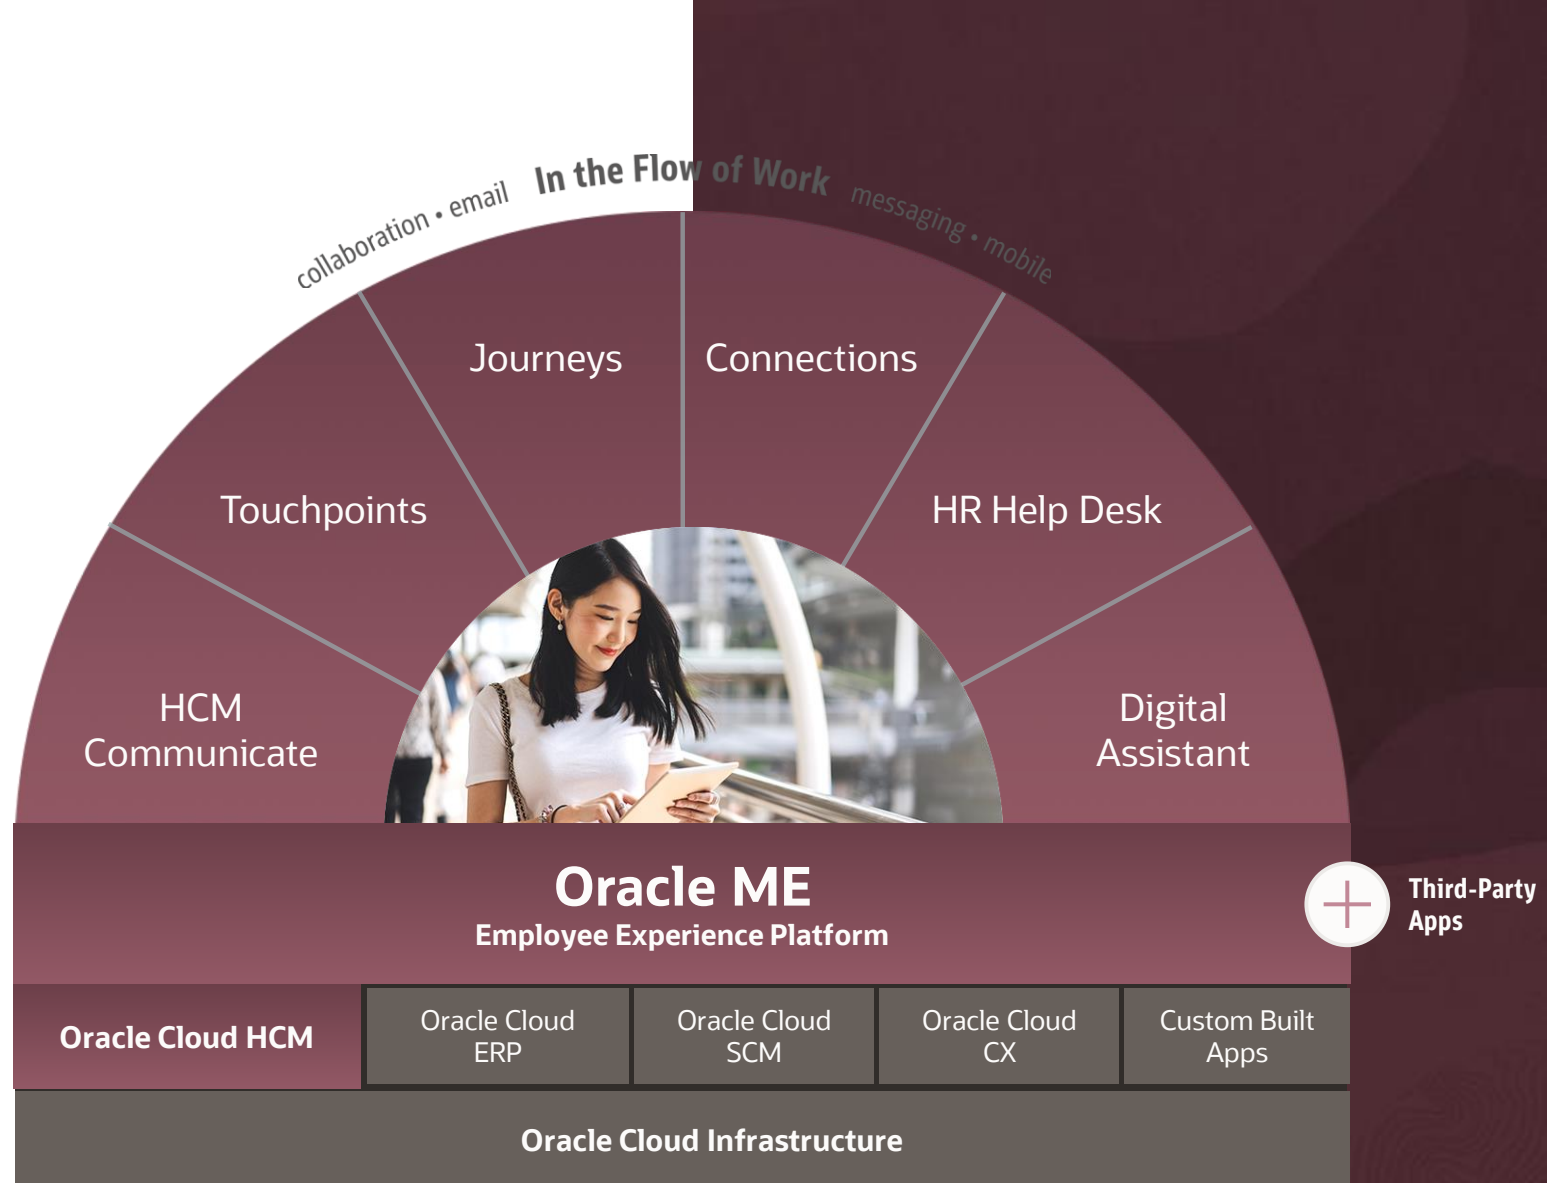 collaboration • email In the Flow of Work messaging • mobile
Journeys
Connections
Touchpoints
HR Help Desk
HCM
Communicate
Digital
Assistant
Oracle ME
Employee Experience Platform
Third-Party
Apps
Oracle Cloud HCM
Oracle Cloud
ERP
Oracle Cloud
SCM
Oracle Cloud
CX
Custom Built
Apps
Oracle Cloud Infrastructure